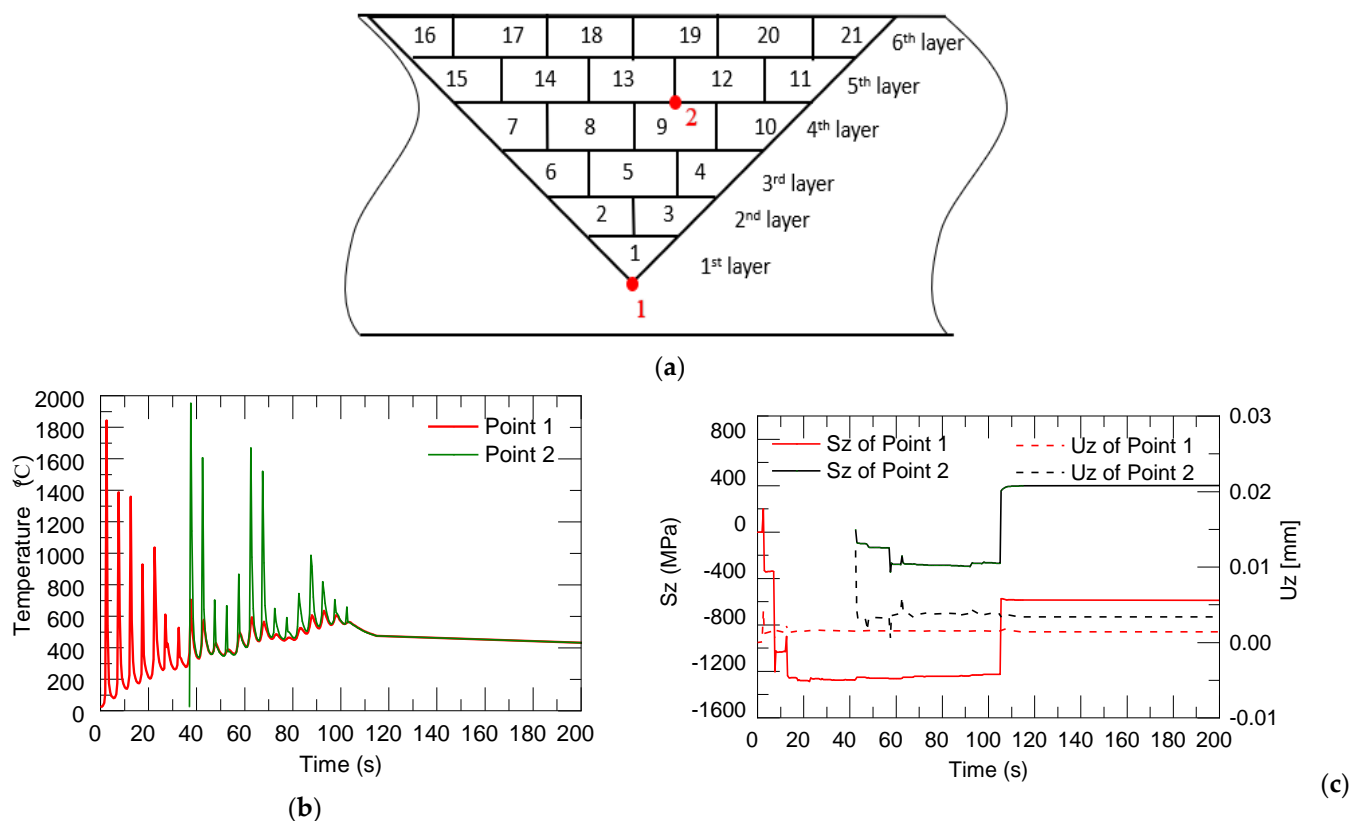 16 17 18 19 20 21
6th layer
15 14 13 12 11
5th layer
2
7 8 9 10
4th layer
6 5 4
3rd layer
2 3
2nd layer
1
1st layer
1
(a)
2000
1800
1600
1400
1200
1000
800
600
400
200
0
Temperature (℃)
Point 1
Point 2
0 20 40 60 80 100 120 140 160 180 200
Time (s)
(b)
800
400
0
-400
-800
-1200
-1600
Sz (MPa)
Sz of Point 1
Sz of Point 2
Uz of Point 1
Uz of Point 2
0.03
0.02
0.01
0.00
-0.01
Uz [mm]
0 20 40 60 80 100 120 140 160 180 200
Time (s)
(c)